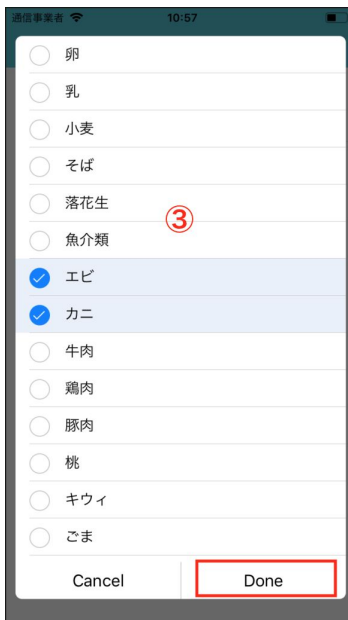 通信事業者 10:57
卵
乳
小麦
そば
落花生
③
魚介類
エビ
カニ
牛肉
鶏肉
豚肉
桃
キウィ
ごま
Cancel Done